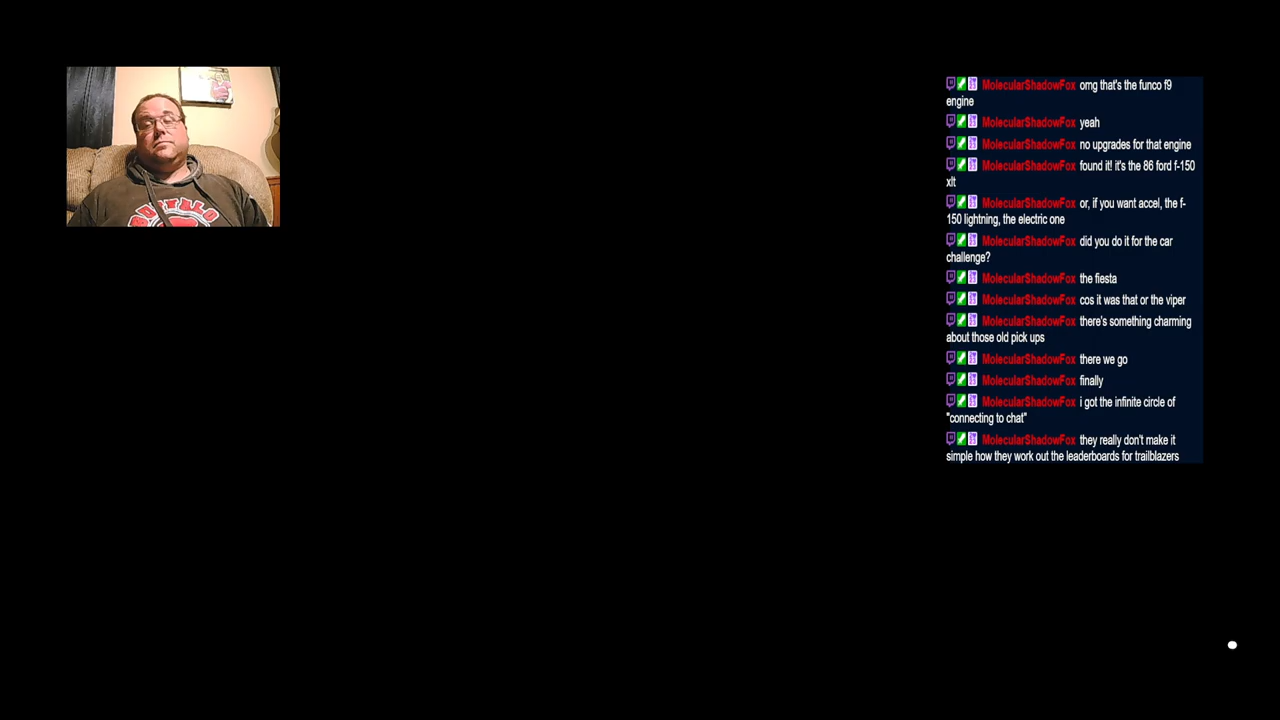 BUFFALO
MolecularShadowFox omg that's the funco f9
engine
MolecularShadowFox yeah
MolecularShadowFox no upgrades for that engine
MolecularShadowFox found it! it's the 86 ford f-150
xlt
MolecularShadowFox or, if you want accel, the f-
150 lightning, the electric one
MolecularShadowFox did you do it for the car
challenge?
MolecularShadowFox the fiesta
MolecularShadowFox cos it was that or the viper
MolecularShadowFox there's something charming
about those old pick ups
MolecularShadowFox there we go
MolecularShadowFox finally
MolecularShadowFox i got the infinite circle of
"connecting to chat"
MolecularShadowFox they really don't make it
simple how they work out the leaderboards for trailblazers